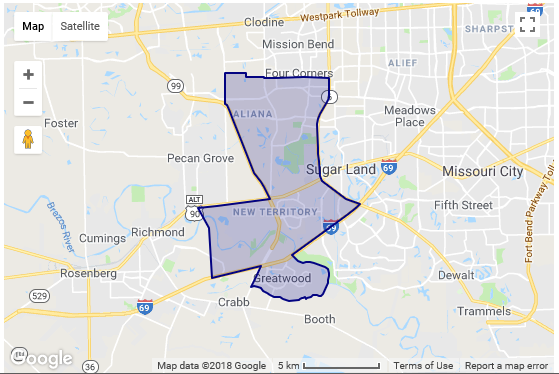 Map Satellite
Clodine
Westpark Tollway
SHARPST
Mission Bend
ALIEF
Four Corners
99
6
ALIANA
Meadows
Place
Foster
Pecan Grove
Sugar Land
69
Missouri City
ALT
90
NEW TERRITORY
Fifth Street
Brazos River
Richmond
69
Cumings
Fort Bend Parkway Toll
Rosenberg
Greatwood
Dewalt
529
Crabb
69
Booth
Trammels
36
Google
Map data ©2018 Google
5 km
Terms of Use
Report a map error